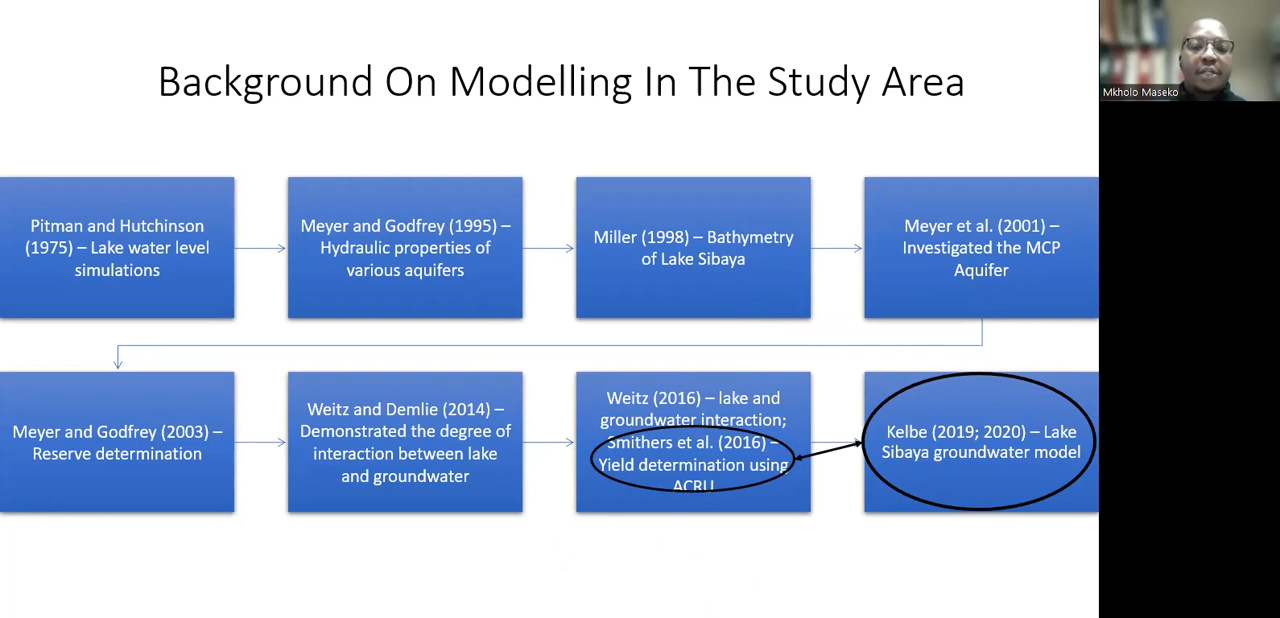 Background On Modelling In The Study Area
Mkholo Maseko
Pitman and Hutchinson
(1975) – Lake water level
simulations
Meyer and Godfrey (1995) –
Hydraulic properties of
various aquifers
Miller (1998) – Bathymetry
of Lake Sibaya
Meyer et al. (2001) –
Investigated the MCP
Aquifer
Meyer and Godfrey (2003) –
Reserve determination
Weitz and Demlie (2014) –
Demonstrated the degree of
interaction between lake
and groundwater
Weitz (2016) – lake and
groundwater interaction;
Smithers et al. (2016) –
Yield determination using
ACRU
Kelbe (2019; 2020) – Lake
Sibaya groundwater model